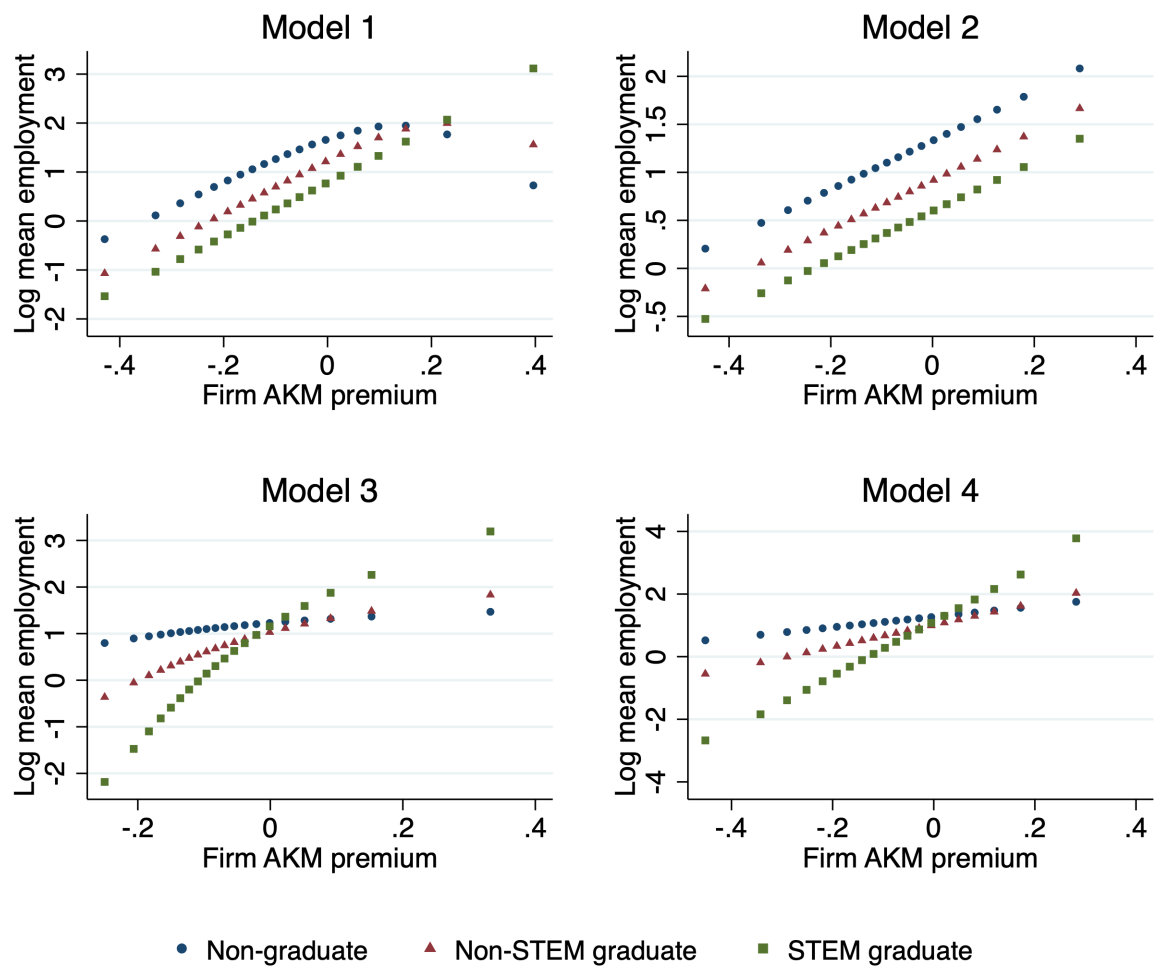 Model 1
Log mean employment
3
2
1
0
-1
-2
-.4
-.2
0
.2
.4
Firm AKM premium
Model 2
Log mean employment
2
1.5
1
.5
0
-.5
-.4
-.2
0
.2
.4
Firm AKM premium
Model 3
Log mean employment
3
2
1
0
-1
-2
-.2
0
.2
.4
Firm AKM premium
Model 4
Log mean employment
4
2
0
-2
-4
-.4
-.2
0
.2
.4
Firm AKM premium
Non-graduate
Non-STEM graduate
STEM graduate